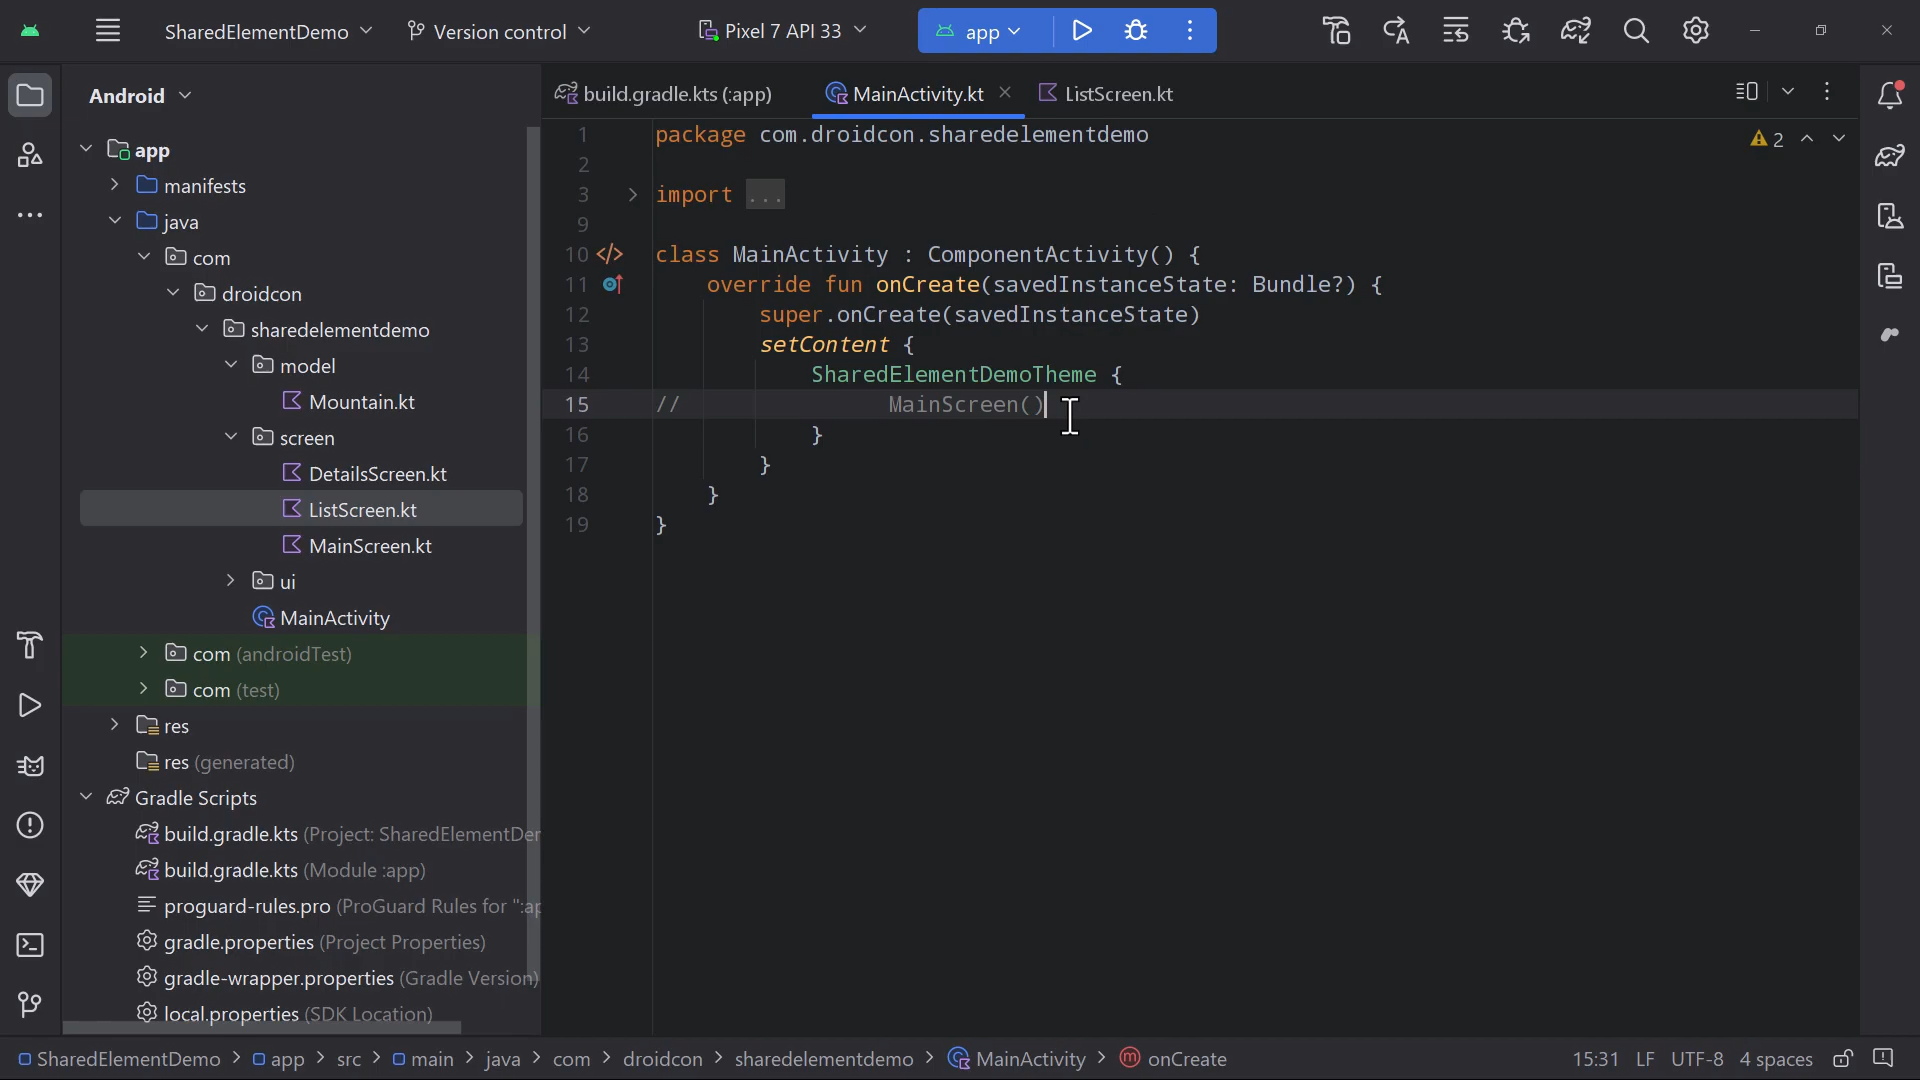 SharedElementDemo
Version control
Pixel 7 API 33
app
Android
app
manifests
java
com
droidcon
sharedelementdemo
model
Mountain.kt
screen
DetailsScreen.kt
ListScreen.kt
MainScreen.kt
ui
MainActivity
com (androidTest)
com (test)
res
res (generated)
Gradle Scripts
build.gradle.kts (Project: SharedElementDer
build.gradle.kts (Module :app)
proguard-rules.pro (ProGuard Rules for ":ap
gradle.properties (Project Properties)
gradle-wrapper.properties (Gradle Version)
local.properties (SDK Location)
build.gradle.kts (:app)
MainActivity.kt
ListScreen.kt
2
1 package com.droidcon.sharedelementdemo
2
3 import ...
9
10 class MainActivity : ComponentActivity() {
11 override fun onCreate(savedInstanceState: Bundle?) {
12 super.onCreate(savedInstanceState)
13 setContent {
14 SharedElementDemoTheme {
15 // MainScreen()
16 }
17 }
18 }
19 }
SharedElementDemo > app > src > main > java > com > droidcon > sharedelementdemo > MainActivity > onCreate
15:31 LF UTF-8 4 spaces